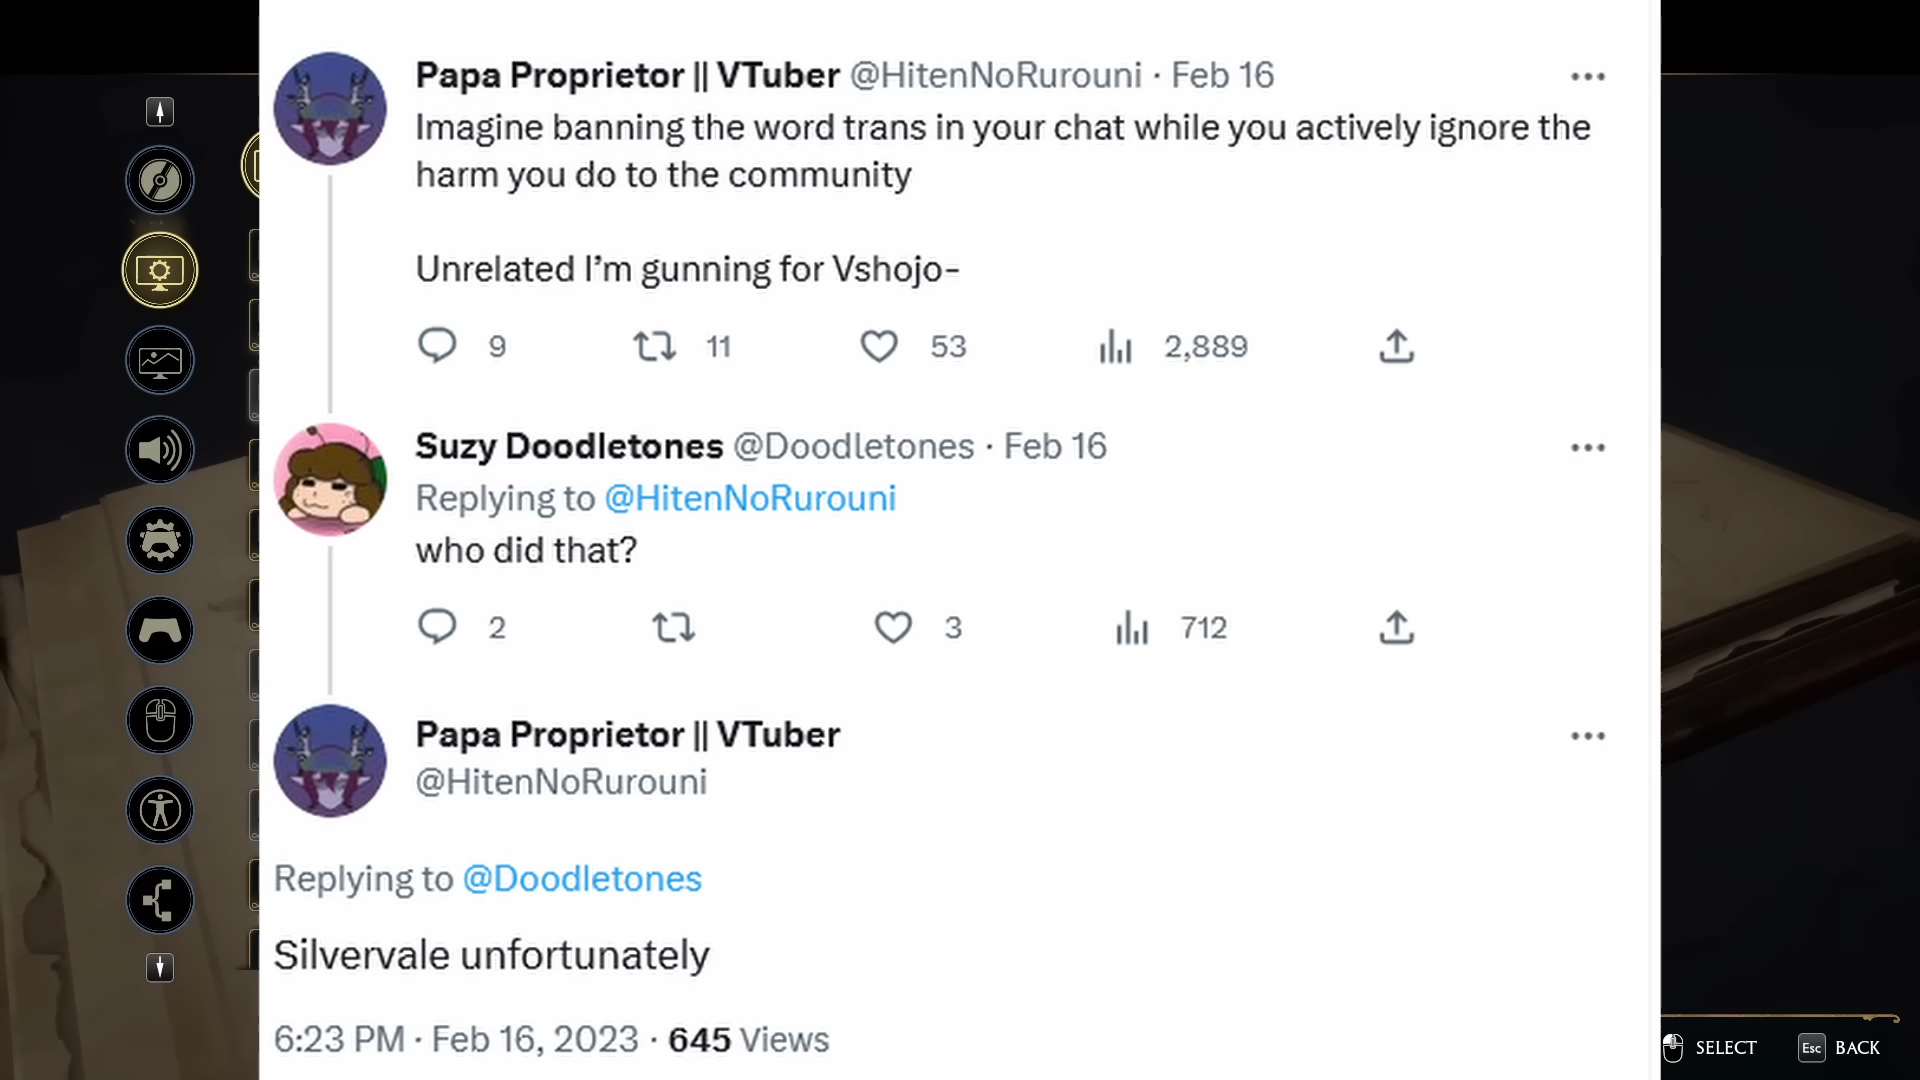 Papa Proprietor || VTuber @HitenNoRurouni · Feb 16
Imagine banning the word trans in your chat while you actively ignore the
harm you do to the community
Unrelated I’m gunning for Vshojo-
9 11 53 2,889
Suzy Doodletones @Doodletones · Feb 16
Replying to @HitenNoRurouni
who did that?
2 3 712
Papa Proprietor || VTuber
@HitenNoRurouni
Replying to @Doodletones
Silvervale unfortunately
6:23 PM · Feb 16, 2023 · 645 Views
SELECT Esc BACK